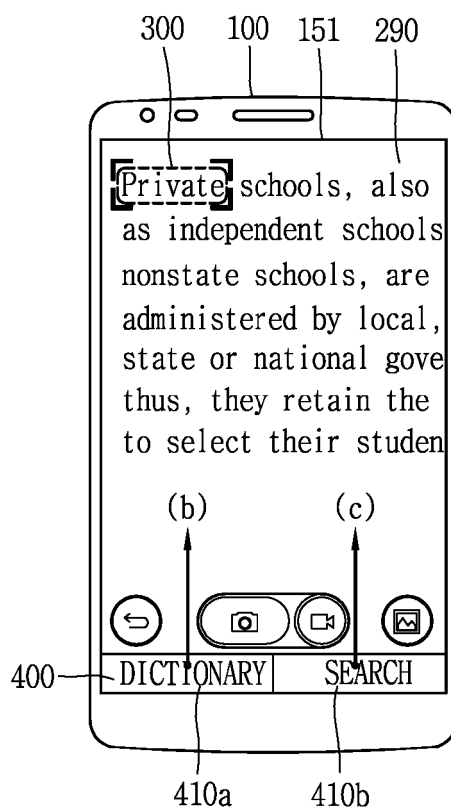 300 100 151 290
Private schools, also
as independent schools
nonstate schools, are
administered by local,
state or national gove
thus, they retain the
to select their studen
(b) (c)
400 DICTIONARY SEARCH
410a 410b